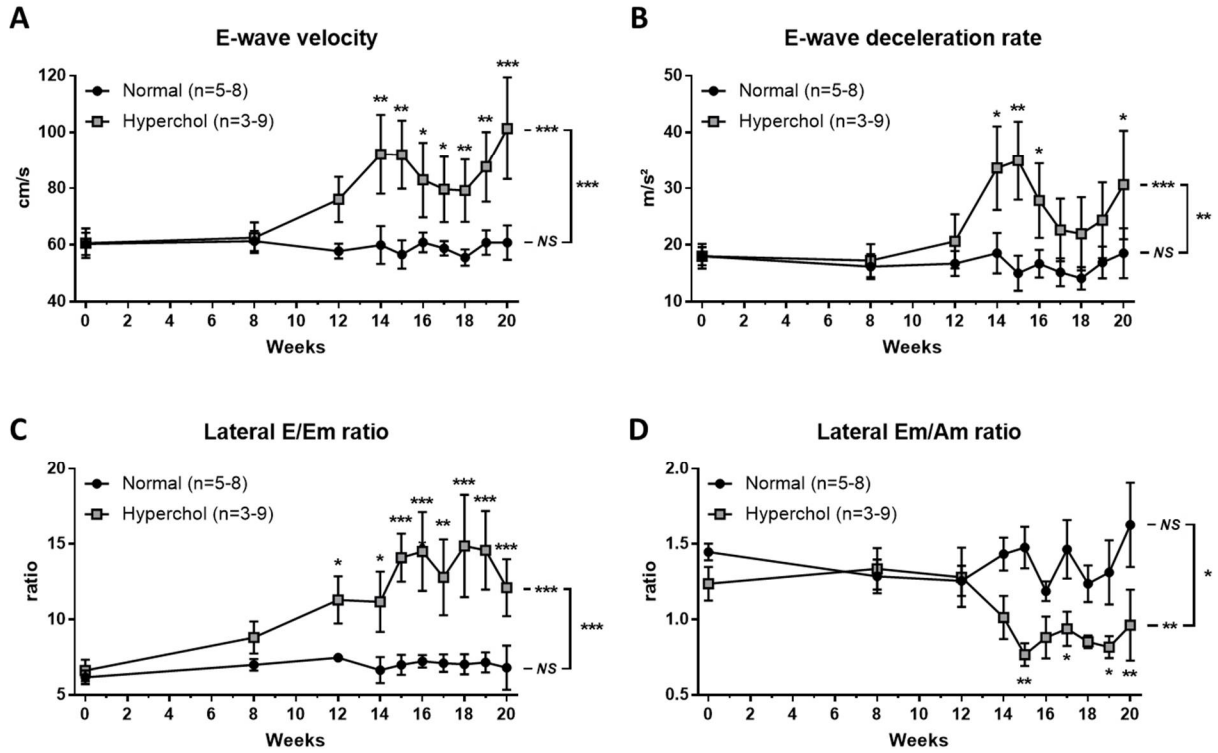 A
E-wave velocity
Normal (n=5-8)
Hyperchol (n=3-9)
cm/s
120
100
80
60
40
** ** * * ** ** ***
***
NS
***
0 2 4 6 8 10 12 14 16 18 20
Weeks
B
E-wave deceleration rate
Normal (n=5-8)
Hyperchol (n=3-9)
m/s²
50
40
30
20
10
* ** * *
***
NS
**
0 2 4 6 8 10 12 14 16 18 20
Weeks
C
Lateral E/Em ratio
Normal (n=5-8)
Hyperchol (n=3-9)
ratio
20
15
10
5
* * *** *** ** *** *** ***
***
NS
***
0 2 4 6 8 10 12 14 16 18 20
Weeks
D
Lateral Em/Am ratio
Normal (n=5-8)
Hyperchol (n=3-9)
ratio
2.0
1.5
1.0
0.5
NS
**
*
** * * **
0 2 4 6 8 10 12 14 16 18 20
Weeks